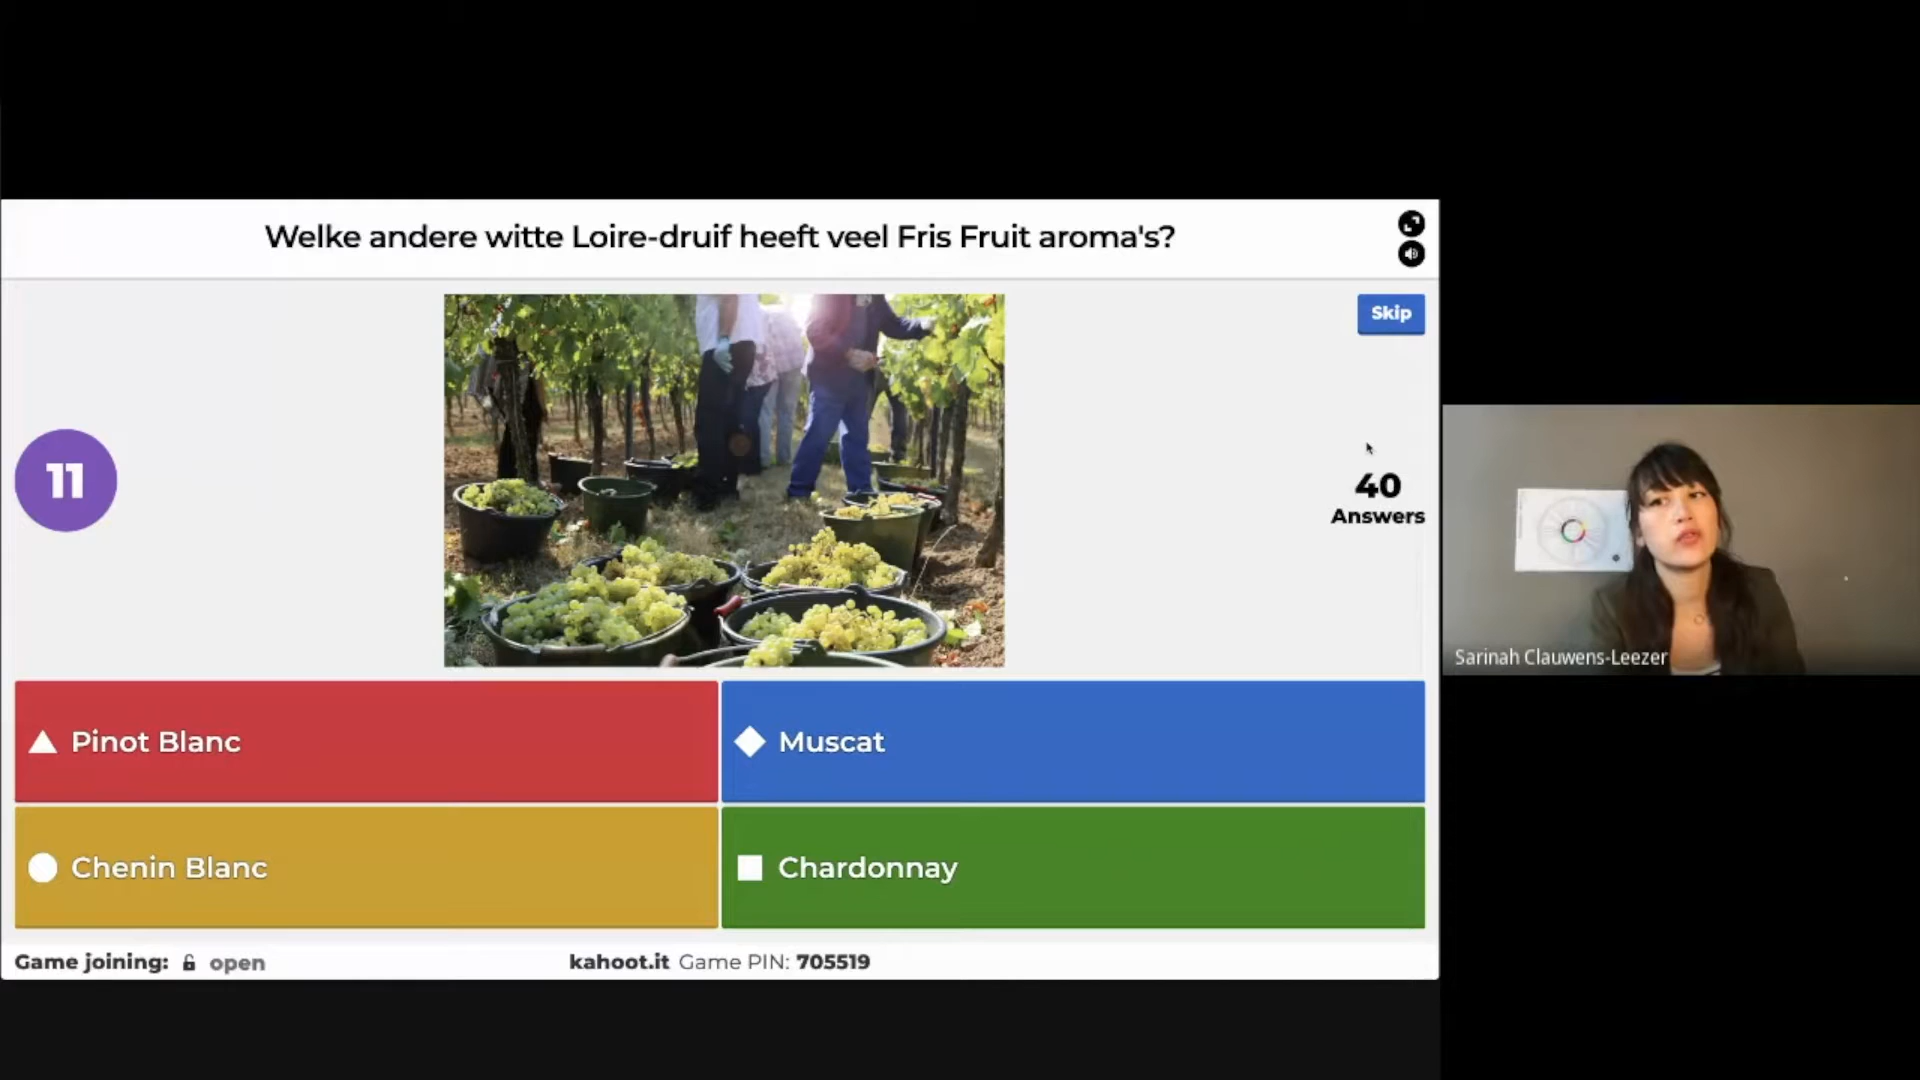 Welke andere witte Loire-druif heeft veel Fris Fruit aroma's?
Skip
11
40
Answers
Sarinah Clauwens-Leezer
Pinot Blanc
Muscat
Chenin Blanc
Chardonnay
Game joining: open
kahoot.it Game PIN: 705519